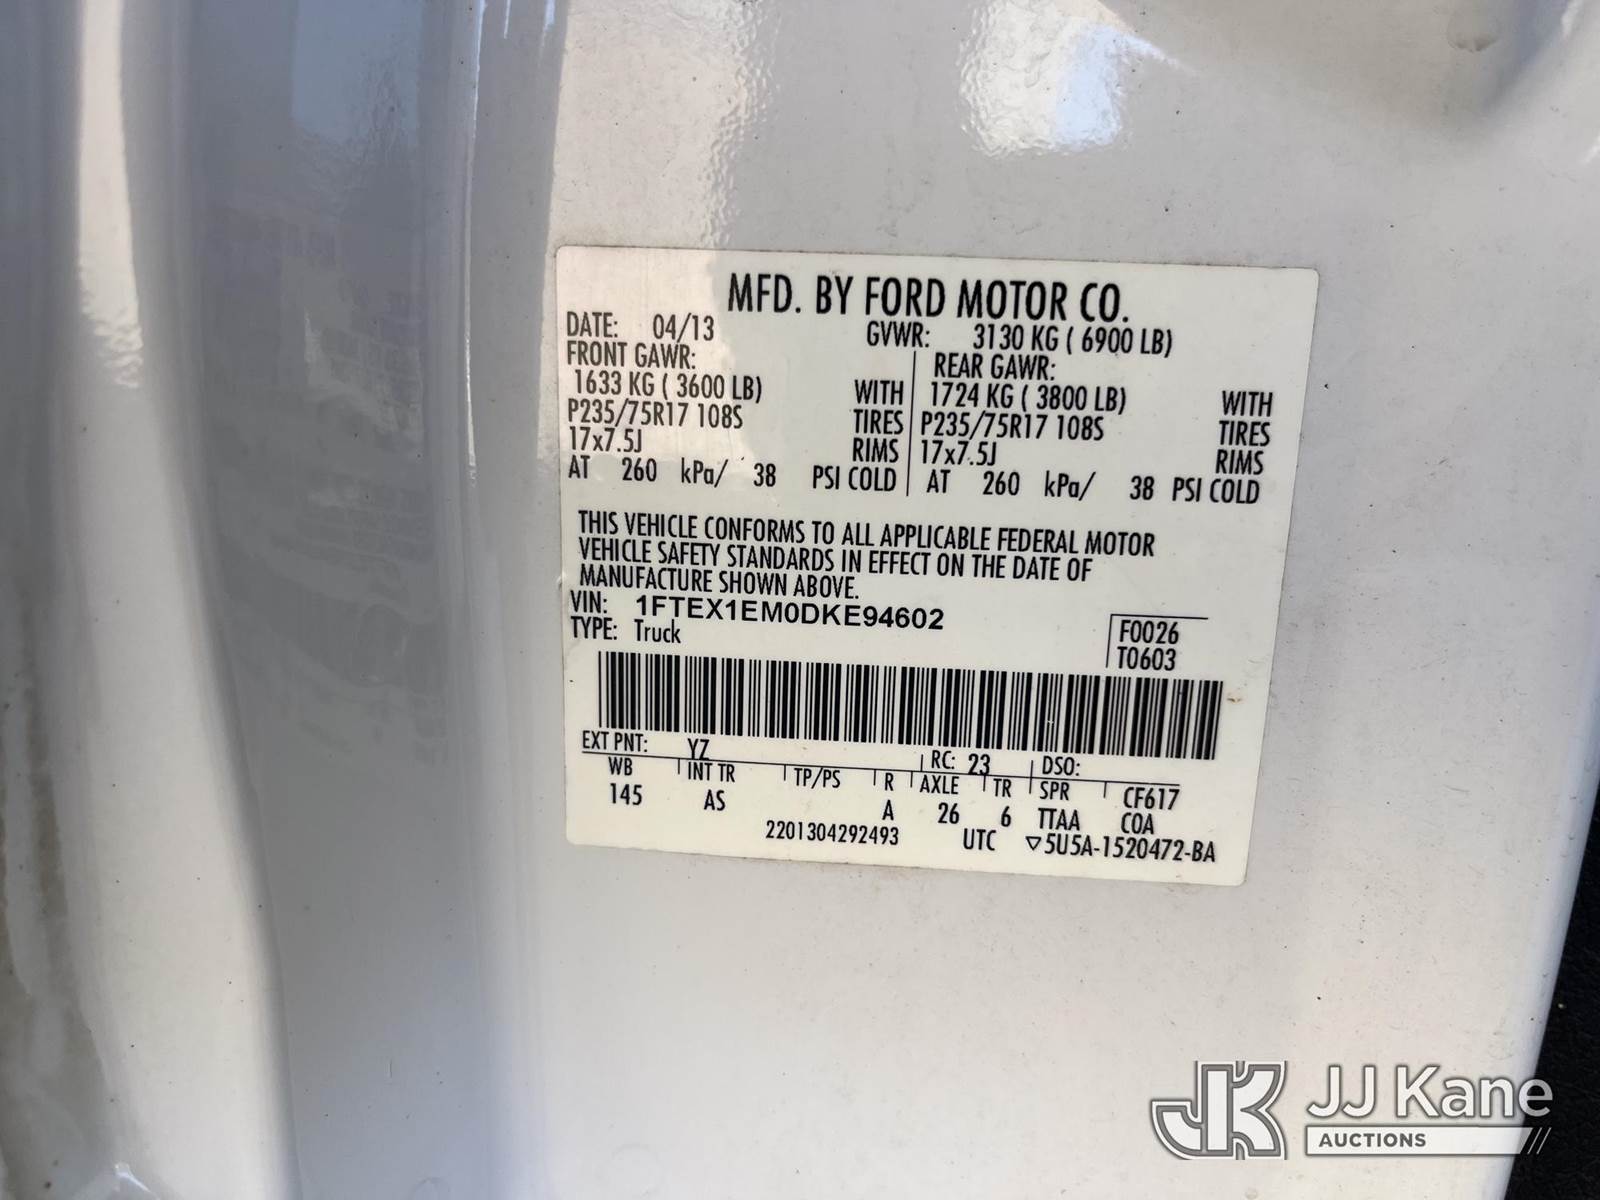 MFD. BY FORD MOTOR CO.
DATE: 04/13 GVWR: 3130 KG ( 6900 LB)
FRONT GAWR: REAR GAWR:
1633 KG ( 3600 LB) WITH 1724 KG ( 3800 LB) WITH
P235/75R17 108S TIRES P235/75R17 108S TIRES
17x7.5J RIMS 17x7.5J RIMS
AT 260 kPa/ 38 PSI COLD AT 260 kPa/ 38 PSI COLD
THIS VEHICLE CONFORMS TO ALL APPLICABLE FEDERAL MOTOR
VEHICLE SAFETY STANDARDS IN EFFECT ON THE DATE OF
MANUFACTURE SHOWN ABOVE.
VIN: 1FTEX1EM0DKE94602
TYPE: Truck
F0026
T0603
EXT PNT: YZ RC: 23 DSO:
WB INT TR TP/PS R AXLE TR SPR CF617
145 AS A 26 6 TTAA COA
2201304292493 UTC ▽5U5A-1520472-BA
JK JJ Kane
AUCTIONS